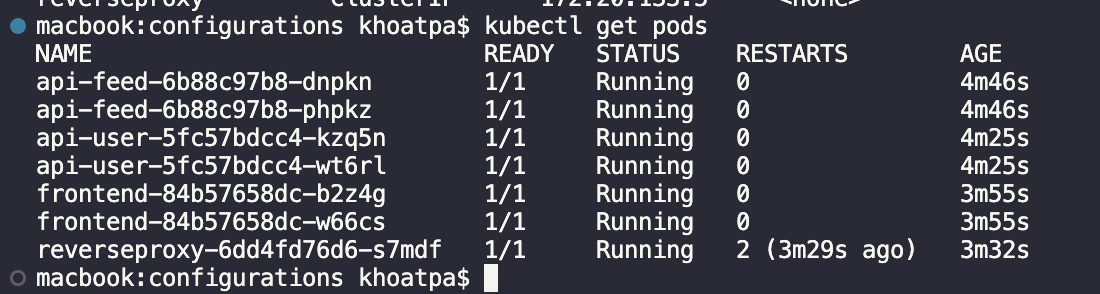 reverseproxy ClusterIP 172.20.153.5 <none>
macbook:configurations khoatpa$ kubectl get pods
NAME READY STATUS RESTARTS AGE
api-feed-6b88c97b8-dnpkn 1/1 Running 0 4m46s
api-feed-6b88c97b8-phpkz 1/1 Running 0 4m46s
api-user-5fc57bdcc4-kzq5n 1/1 Running 0 4m25s
api-user-5fc57bdcc4-wt6rl 1/1 Running 0 4m25s
frontend-84b57658dc-b2z4g 1/1 Running 0 3m55s
frontend-84b57658dc-w66cs 1/1 Running 0 3m55s
reverseproxy-6dd4fd76d6-s7mdf 1/1 Running 2 (3m29s ago) 3m32s
macbook:configurations khoatpa$